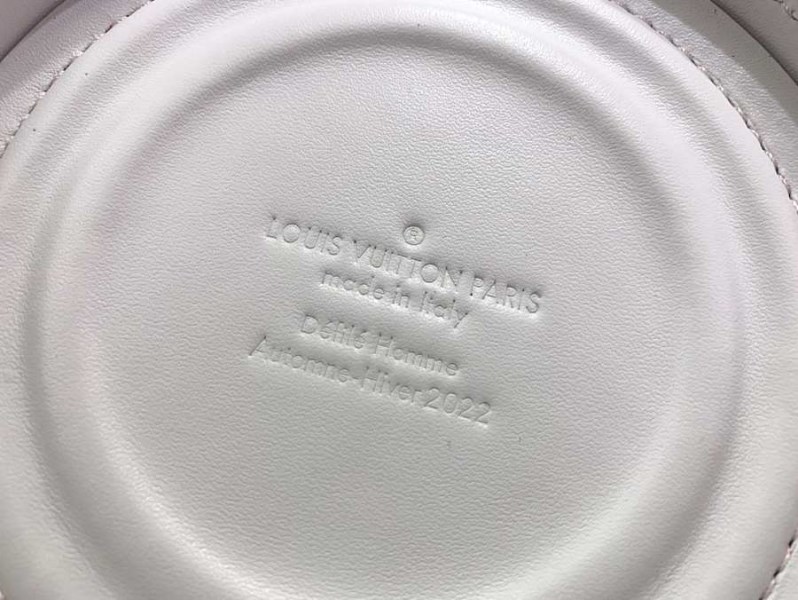 ®
LOUIS VUITTON PARIS
made in Italy
Défilé Homme
Automne-Hiver 2022